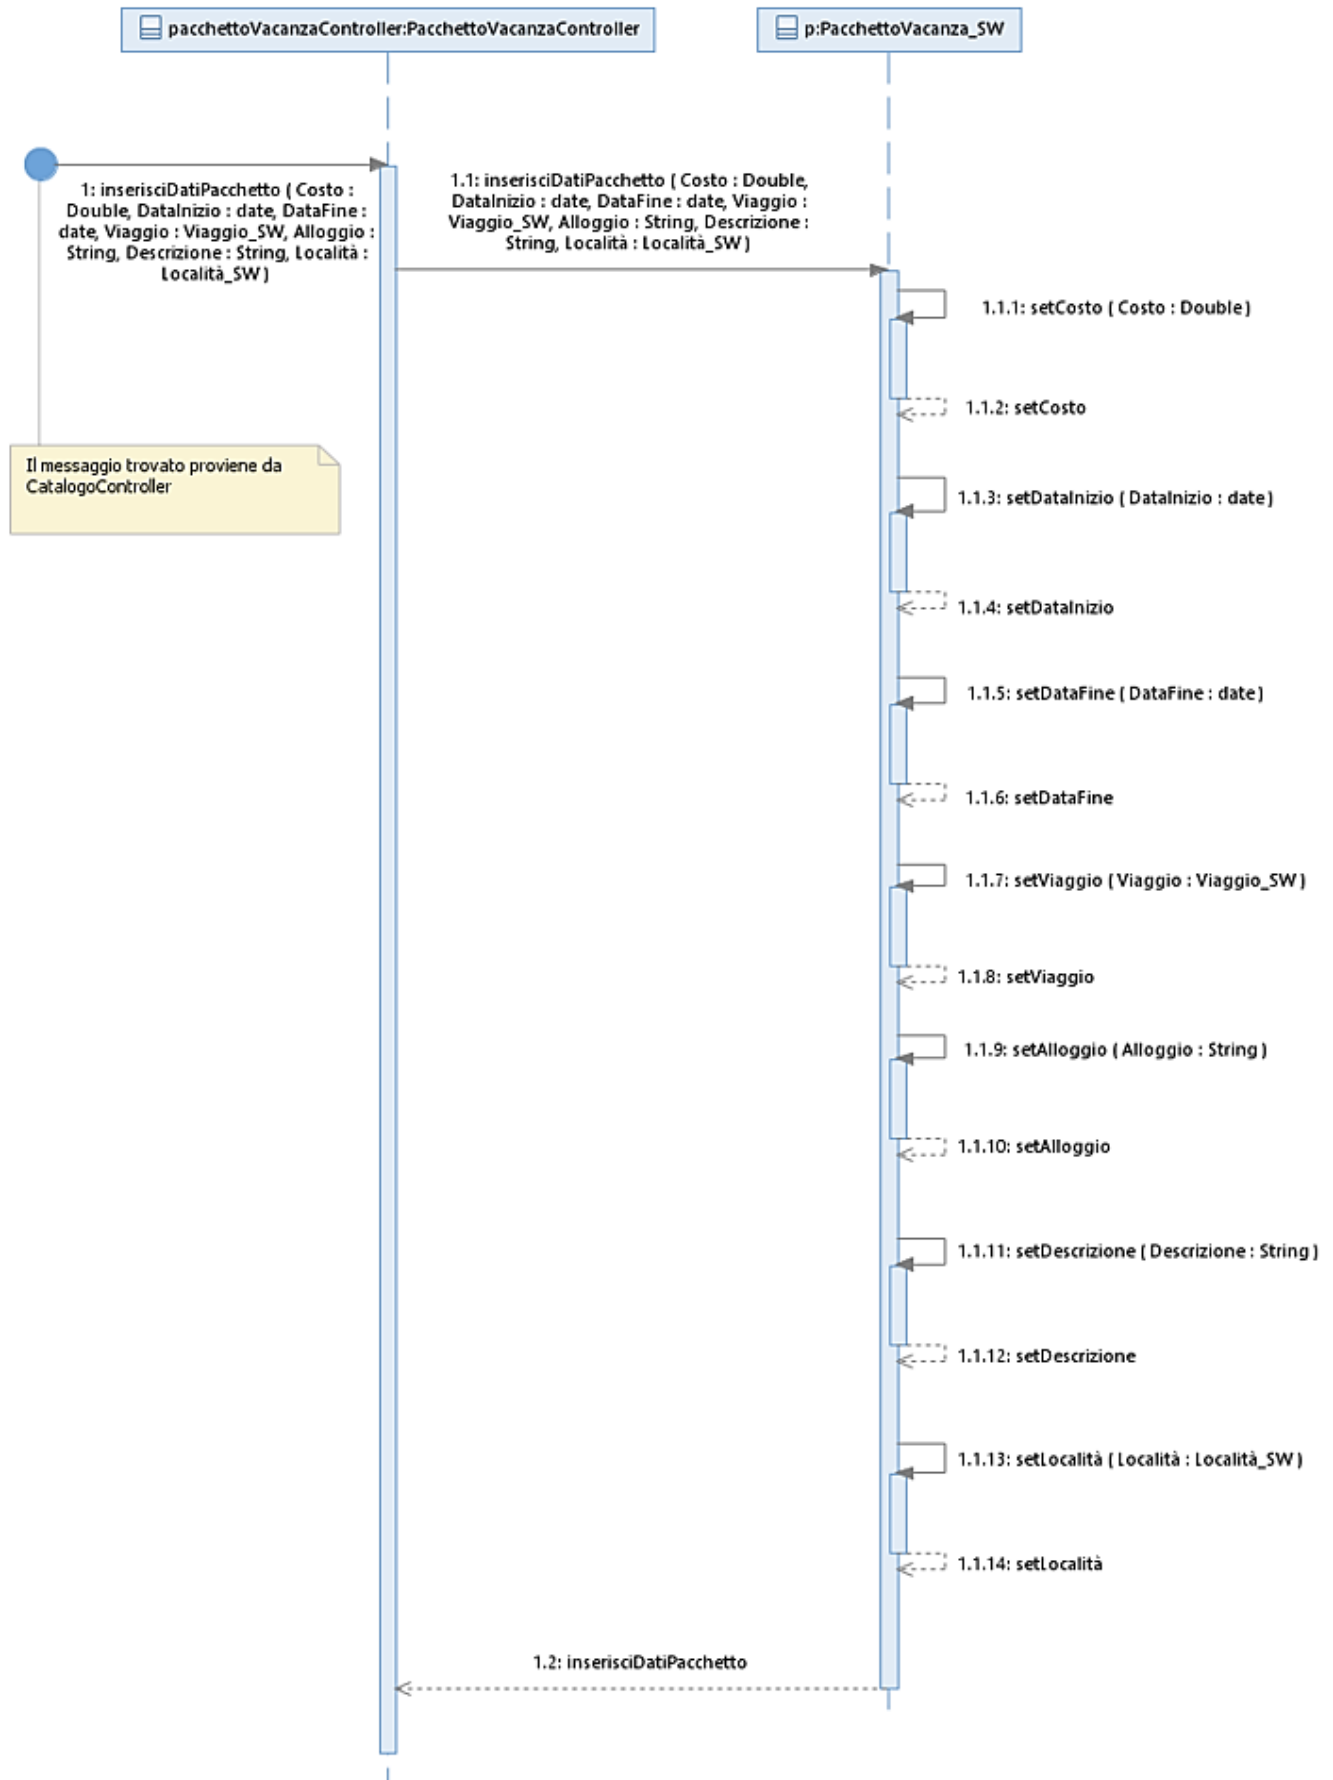 pacchettoVacanzaController:PacchettoVacanzaController
p:PacchettoVacanza_SW
1: inserisciDatiPacchetto ( Costo :
Double, DataInizio : date, DataFine :
date, Viaggio : Viaggio_SW, Alloggio :
String, Descrizione : String, Località :
Località_SW )
1.1: inserisciDatiPacchetto ( Costo : Double,
DataInizio : date, DataFine : date, Viaggio :
Viaggio_SW, Alloggio : String, Descrizione :
String, Località : Località_SW )
1.1.1: setCosto ( Costo : Double )
1.1.2: setCosto
Il messaggio trovato proviene da
CatalogoController
1.1.3: setDataInizio ( DataInizio : date )
1.1.4: setDataInizio
1.1.5: setDataFine ( DataFine : date )
1.1.6: setDataFine
1.1.7: setViaggio ( Viaggio : Viaggio_SW )
1.1.8: setViaggio
1.1.9: setAlloggio ( Alloggio : String )
1.1.10: setAlloggio
1.1.11: setDescrizione ( Descrizione : String )
1.1.12: setDescrizione
1.1.13: setLocalità ( Località : Località_SW )
1.1.14: setLocalità
1.2: inserisciDatiPacchetto